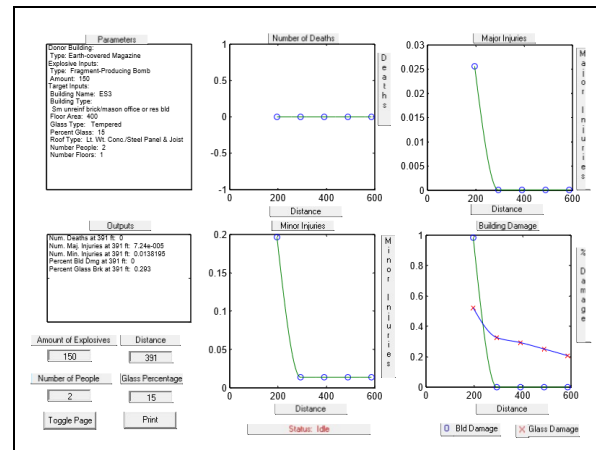 Parameters
Donor Building:
Type: Earth-covered Magazine
Explosive Inputs:
Type: Fragment-Producing Bomb
Amount: 150
Target Inputs:
Building Name: ES3
Building Type:
Sm unreinf brick/mason office or res bld
Floor Area: 400
Glass Type: Tempered
Percent Glass: 15
Roof Type: Lt. Wt. Conc./Steel Panel & Joist
Number People: 2
Number Floors: 1
Number of Deaths
1
0.5
0
-0.5
-1
0 200 400 600
Distance
Deaths
Major Injuries
0.03
0.025
0.02
0.015
0.01
0.005
0
0 200 400 600
Distance
Major Injuries
Outputs
Num. Deaths at 391 ft: 0
Num. Maj. Injuries at 391 ft: 7.24e-005
Num. Min. Injuries at 391 ft: 0.0138195
Percent Bld Dmg at 391 ft: 0
Percent Glass Brk at 391 ft: 0.293
Amount of Explosives
150
Distance
391
Number of People
2
Glass Percentage
15
Toggle Page
Print
Minor Injuries
0.2
0.15
0.1
0.05
0
0 200 400 600
Distance
Minor Injuries
Status: Idle
Building Damage
1
0.8
0.6
0.4
0.2
0
0 200 400 600
Distance
% Damage
Bld Damage
Glass Damage